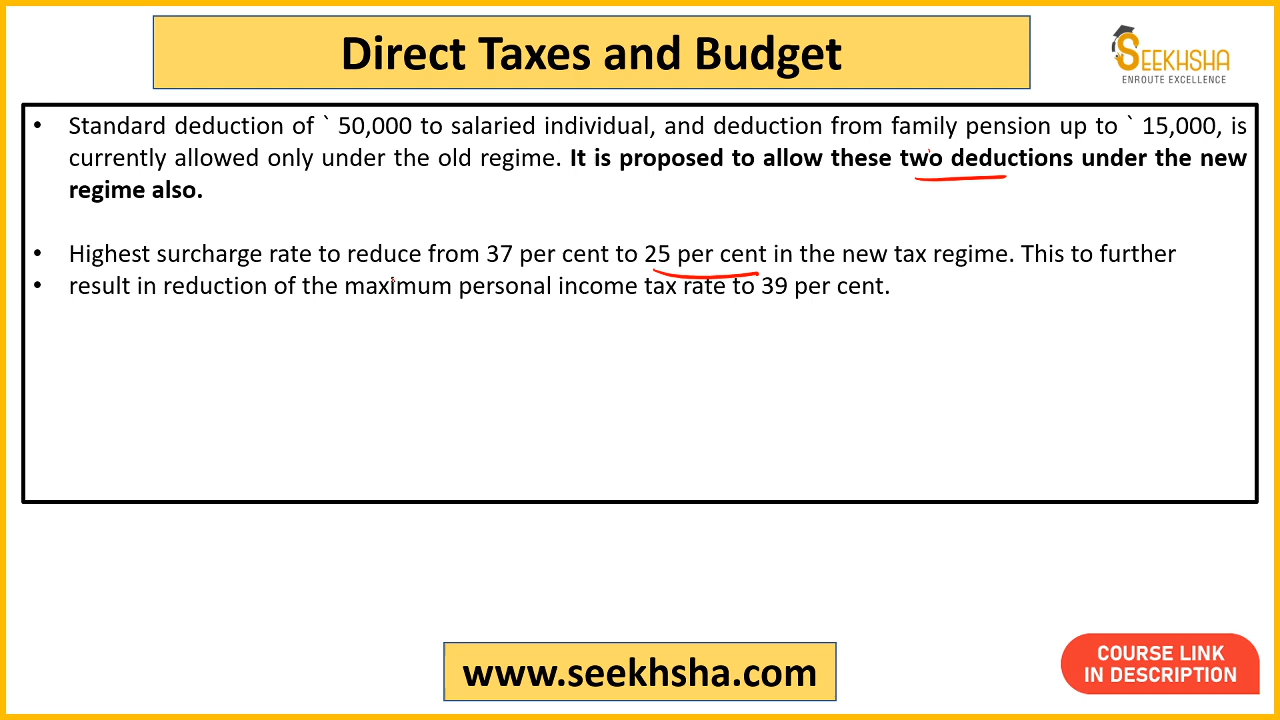 Direct Taxes and Budget
SEEKHSHA
ENROUTE EXCELLENCE
• Standard deduction of ` 50,000 to salaried individual, and deduction from family pension up to ` 15,000, is
currently allowed only under the old regime. It is proposed to allow these two deductions under the new
regime also.
• Highest surcharge rate to reduce from 37 per cent to 25 per cent in the new tax regime. This to further
• result in reduction of the maximum personal income tax rate to 39 per cent.
www.seekhsha.com
COURSE LINK
IN DESCRIPTION